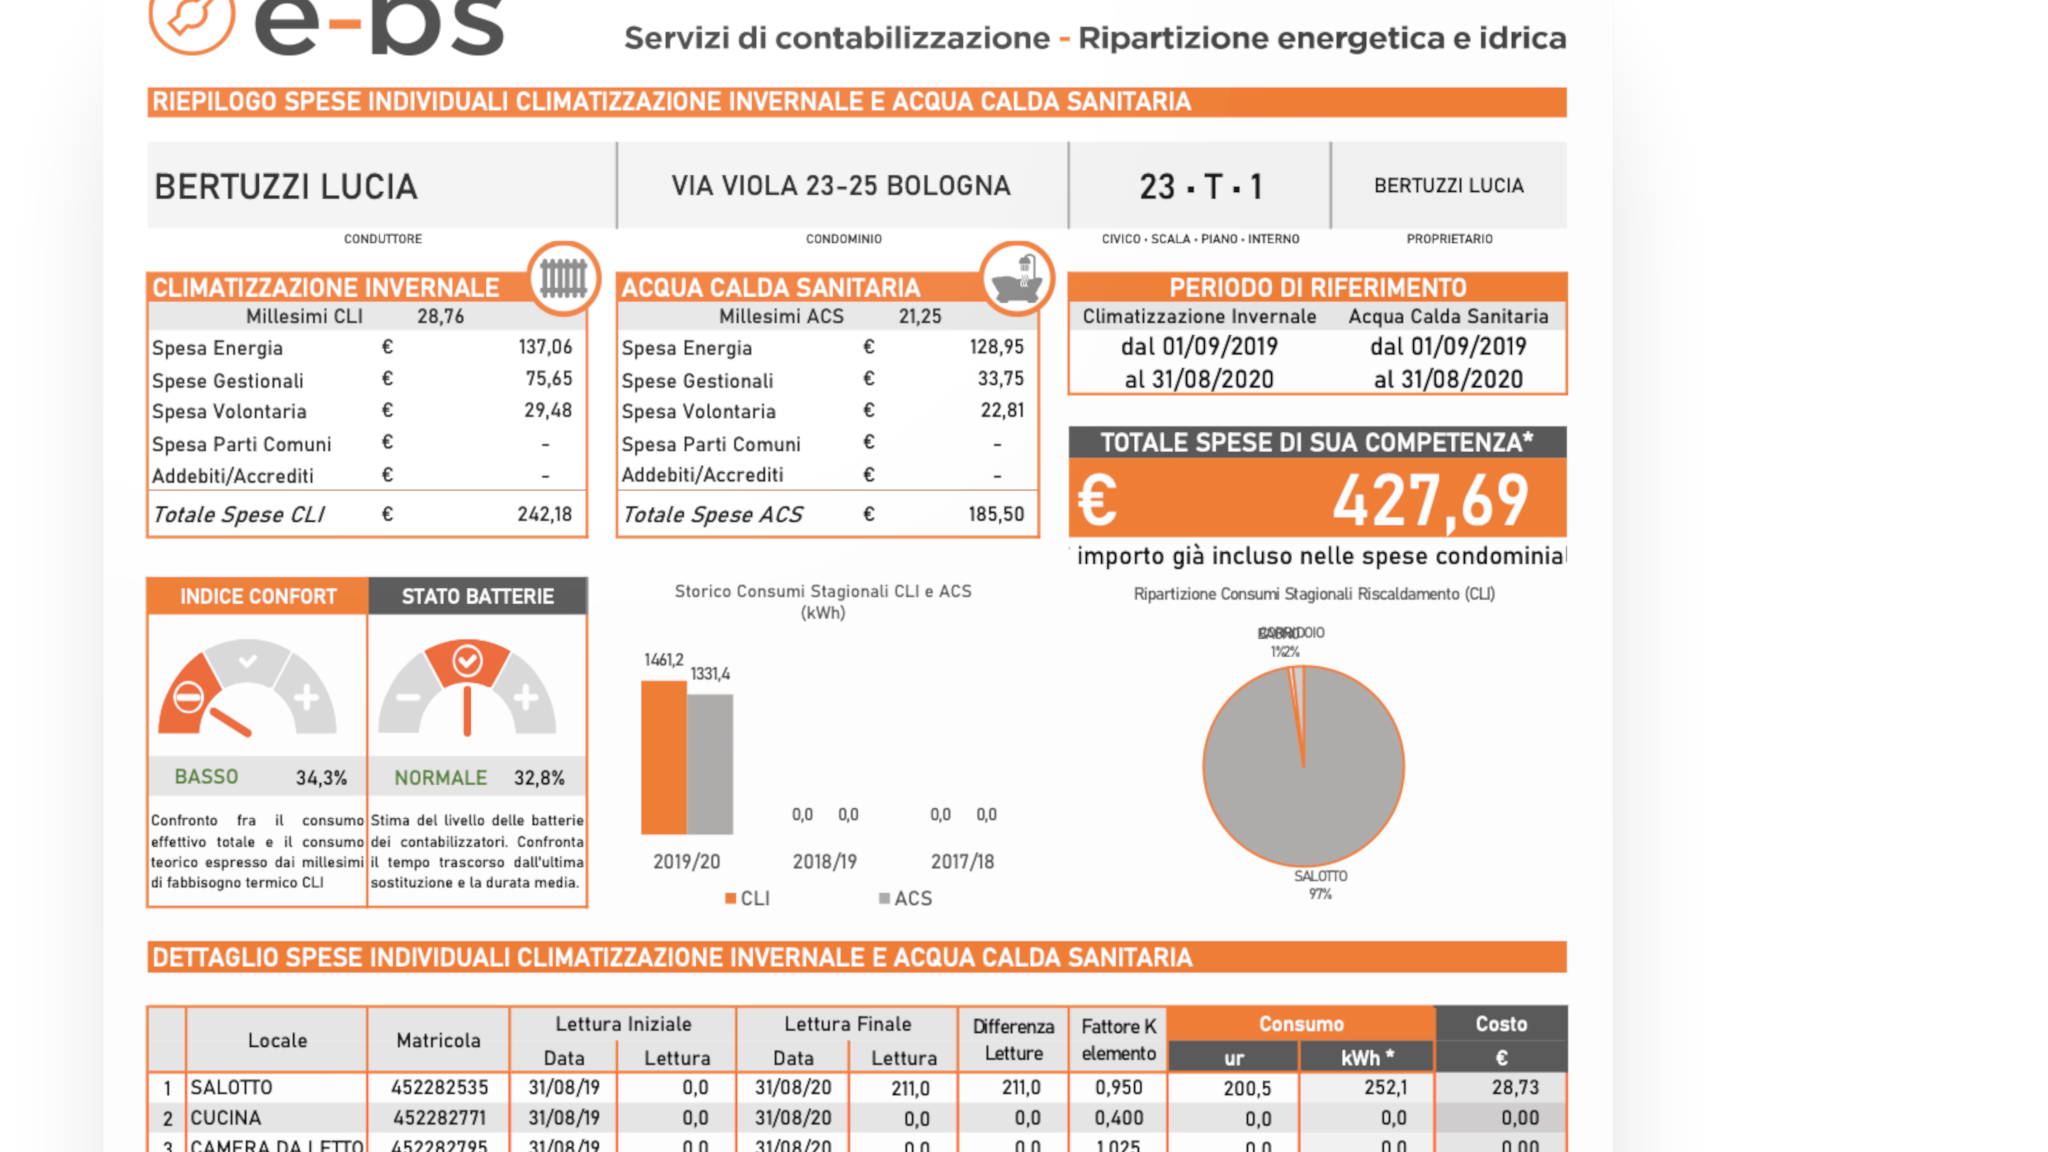 e-bs
Servizi di contabilizzazione - Ripartizione energetica e idrica
RIEPILOGO SPESE INDIVIDUALI CLIMATIZZAZIONE INVERNALE E ACQUA CALDA SANITARIA
BERTUZZI LUCIA VIA VIOLA 23-25 BOLOGNA 23 · T · 1 BERTUZZI LUCIA
CONDUTTORE CONDOMINIO CIVICO · SCALA · PIANO · INTERNO PROPRIETARIO
CLIMATIZZAZIONE INVERNALE
Millesimi CLI 28,76
Spesa Energia € 137,06
Spese Gestionali € 75,65
Spesa Volontaria € 29,48
Spesa Parti Comuni € -
Addebiti/Accrediti € -
Totale Spese CLI € 242,18
ACQUA CALDA SANITARIA
Millesimi ACS 21,25
Spesa Energia € 128,95
Spese Gestionali € 33,75
Spesa Volontaria € 22,81
Spesa Parti Comuni € -
Addebiti/Accrediti € -
Totale Spese ACS € 185,50
PERIODO DI RIFERIMENTO
Climatizzazione Invernale Acqua Calda Sanitaria
dal 01/09/2019 dal 01/09/2019
al 31/08/2020 al 31/08/2020
TOTALE SPESE DI SUA COMPETENZA*
€ 427,69
importo già incluso nelle spese condominial
INDICE CONFORT
BASSO 34,3%
Confronto fra il consumo
effettivo totale e il consumo
teorico espresso dai millesimi
di fabbisogno termico CLI
STATO BATTERIE
NORMALE 32,8%
Stima del livello delle batterie
dei contabilizzatori. Confronta
il tempo trascorso dall'ultima
sostituzione e la durata media.
Storico Consumi Stagionali CLI e ACS
(kWh)
1461,2 1331,4
0,0 0,0 0,0 0,0
2019/20 2018/19 2017/18
CLI ACS
Ripartizione Consumi Stagionali Riscaldamento (CLI)
CORRIDOIO
1% 2%
SALOTTO
97%
DETTAGLIO SPESE INDIVIDUALI CLIMATIZZAZIONE INVERNALE E ACQUA CALDA SANITARIA
Locale Matricola Lettura Iniziale Lettura Finale Differenza Letture Fattore K elemento Consumo Costo
Data Lettura Data Lettura ur kWh * €
1 SALOTTO 452282535 31/08/19 0,0 31/08/20 211,0 211,0 0,950 200,5 252,1 28,73
2 CUCINA 452282771 31/08/19 0,0 31/08/20 0,0 0,0 0,400 0,0 0,0 0,00
3 CAMERA DA LETTO 452282795 31/08/19 0,0 31/08/20 0,0 0,0 1,025 0,0 0,0 0,00